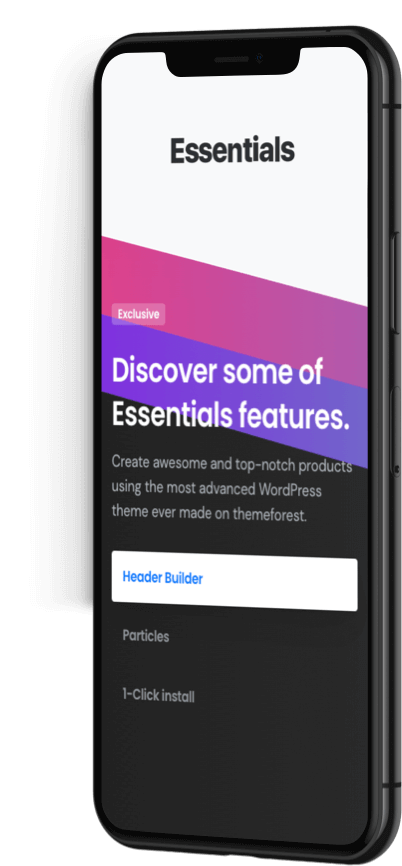 Essentials
Exclusive
Discover some of
Essentials features.
Create awesome and top-notch products
using the most advanced WordPress
theme ever made on themeforest.
Header Builder
Particles
1-Click install